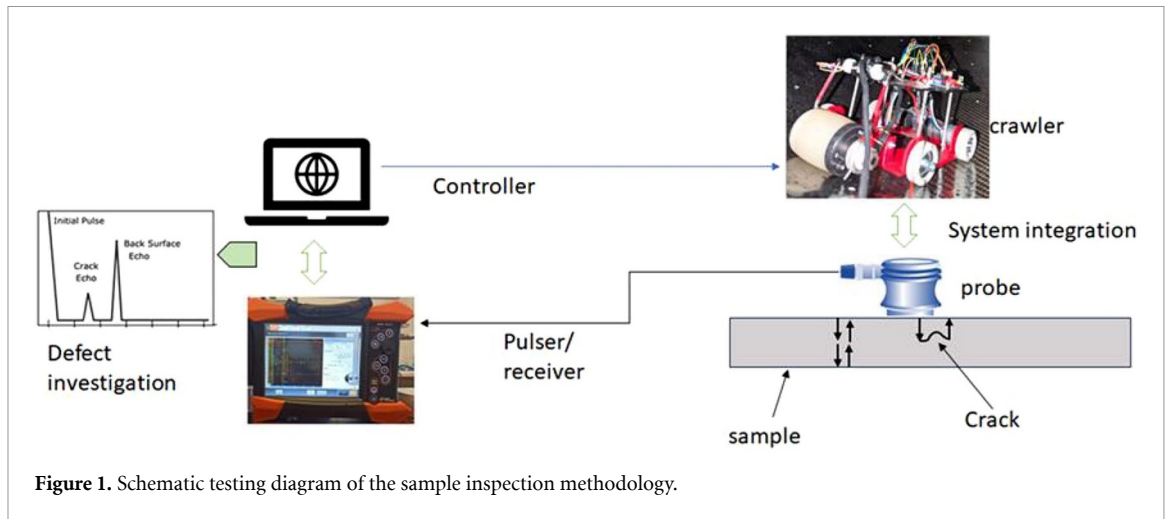 crawler
Controller
Initial Pulse
Back Surface
Echo
Crack
Echo
System integration
probe
Defect
investigation
Pulser/
receiver
sample
Crack
Figure 1. Schematic testing diagram of the sample inspection methodology.